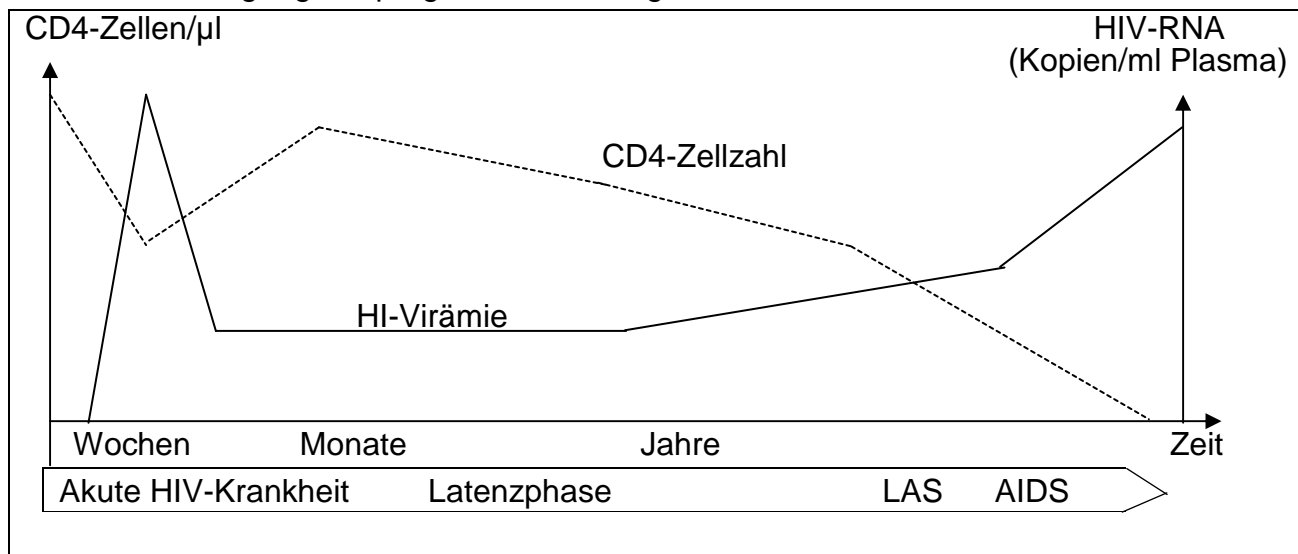 CD4-Zellen/µl
HIV-RNA
(Kopien/ml Plasma)
CD4-Zellzahl
HI-Virämie
Wochen Monate Jahre Zeit
Akute HIV-Krankheit Latenzphase LAS AIDS